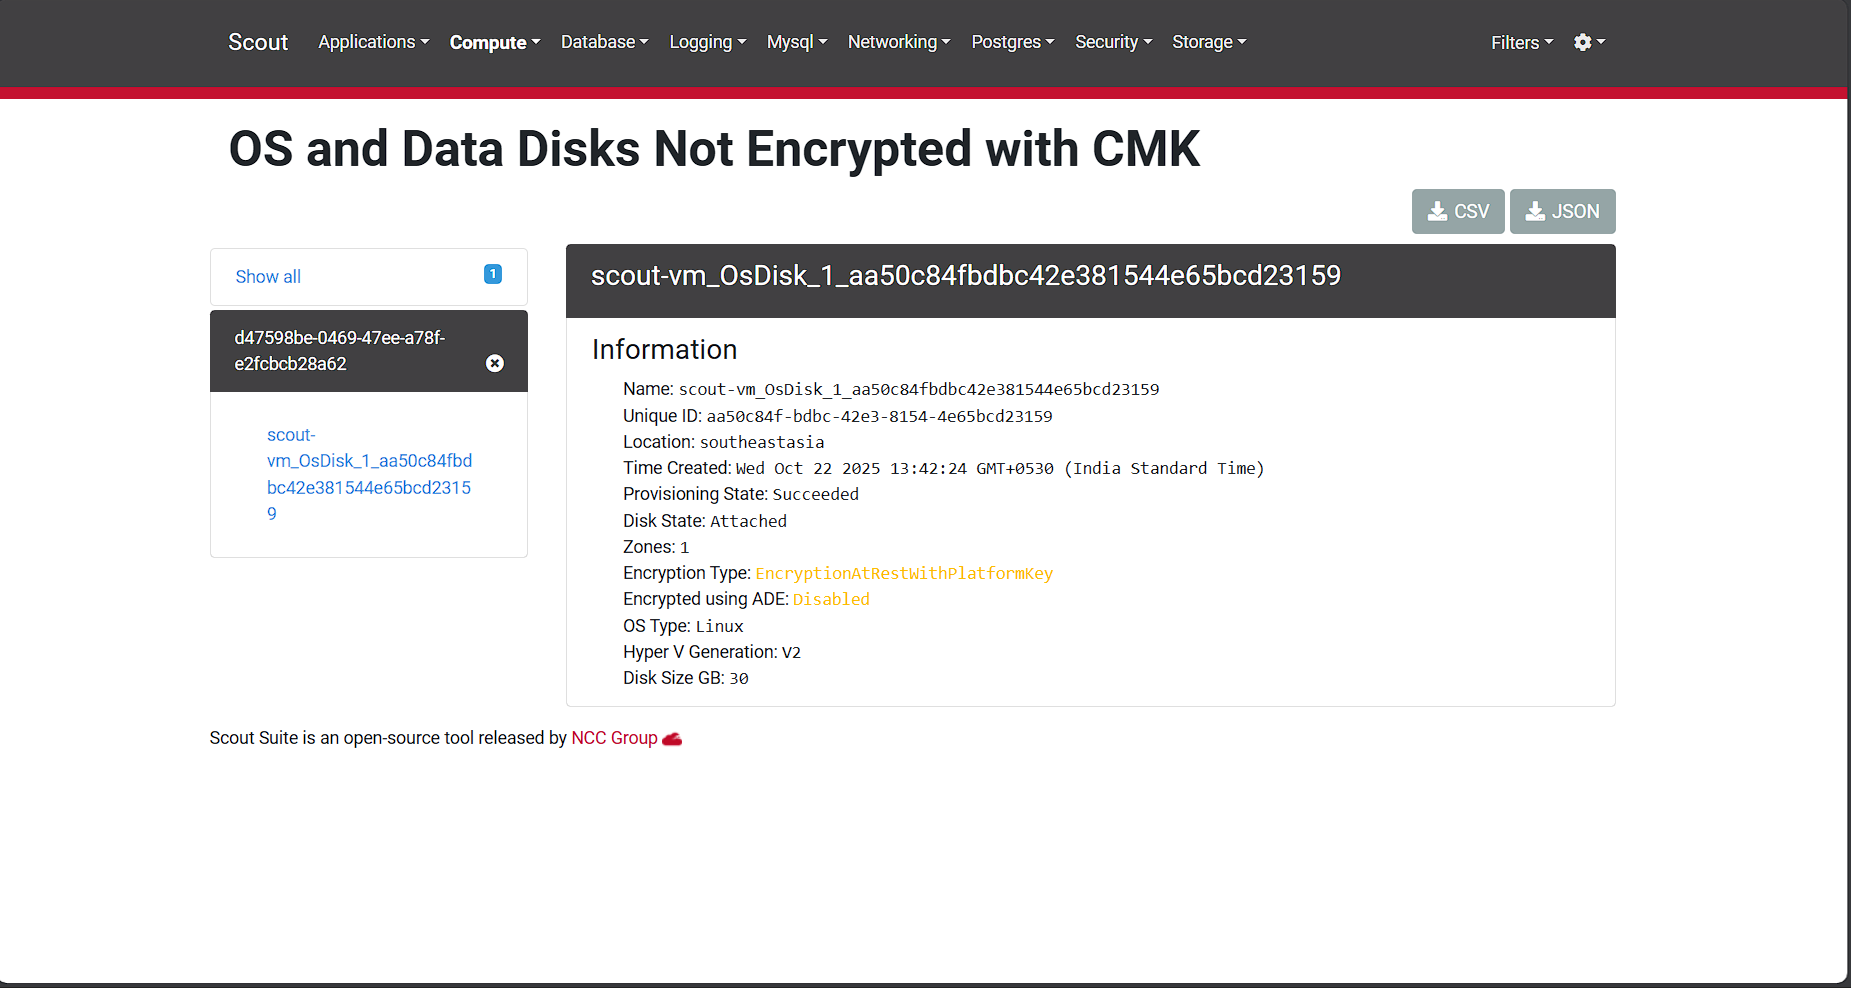 Scout Applications Compute Database Logging Mysql Networking Postgres Security Storage Filters
OS and Data Disks Not Encrypted with CMK
CSV JSON
Show all 1
d47598be-0469-47ee-a78f-
e2fcbcb28a62
scout-
vm_OsDisk_1_aa50c84fbd
bc42e381544e65bcd2315
9
scout-vm_OsDisk_1_aa50c84fbdbc42e381544e65bcd23159
Information
Name: scout-vm_OsDisk_1_aa50c84fbdbc42e381544e65bcd23159
Unique ID: aa50c84f-bdbc-42e3-8154-4e65bcd23159
Location: southeastasia
Time Created: Wed Oct 22 2025 13:42:24 GMT+0530 (India Standard Time)
Provisioning State: Succeeded
Disk State: Attached
Zones: 1
Encryption Type: EncryptionAtRestWithPlatformKey
Encrypted using ADE: Disabled
OS Type: Linux
Hyper V Generation: V2
Disk Size GB: 30
Scout Suite is an open-source tool released by NCC Group